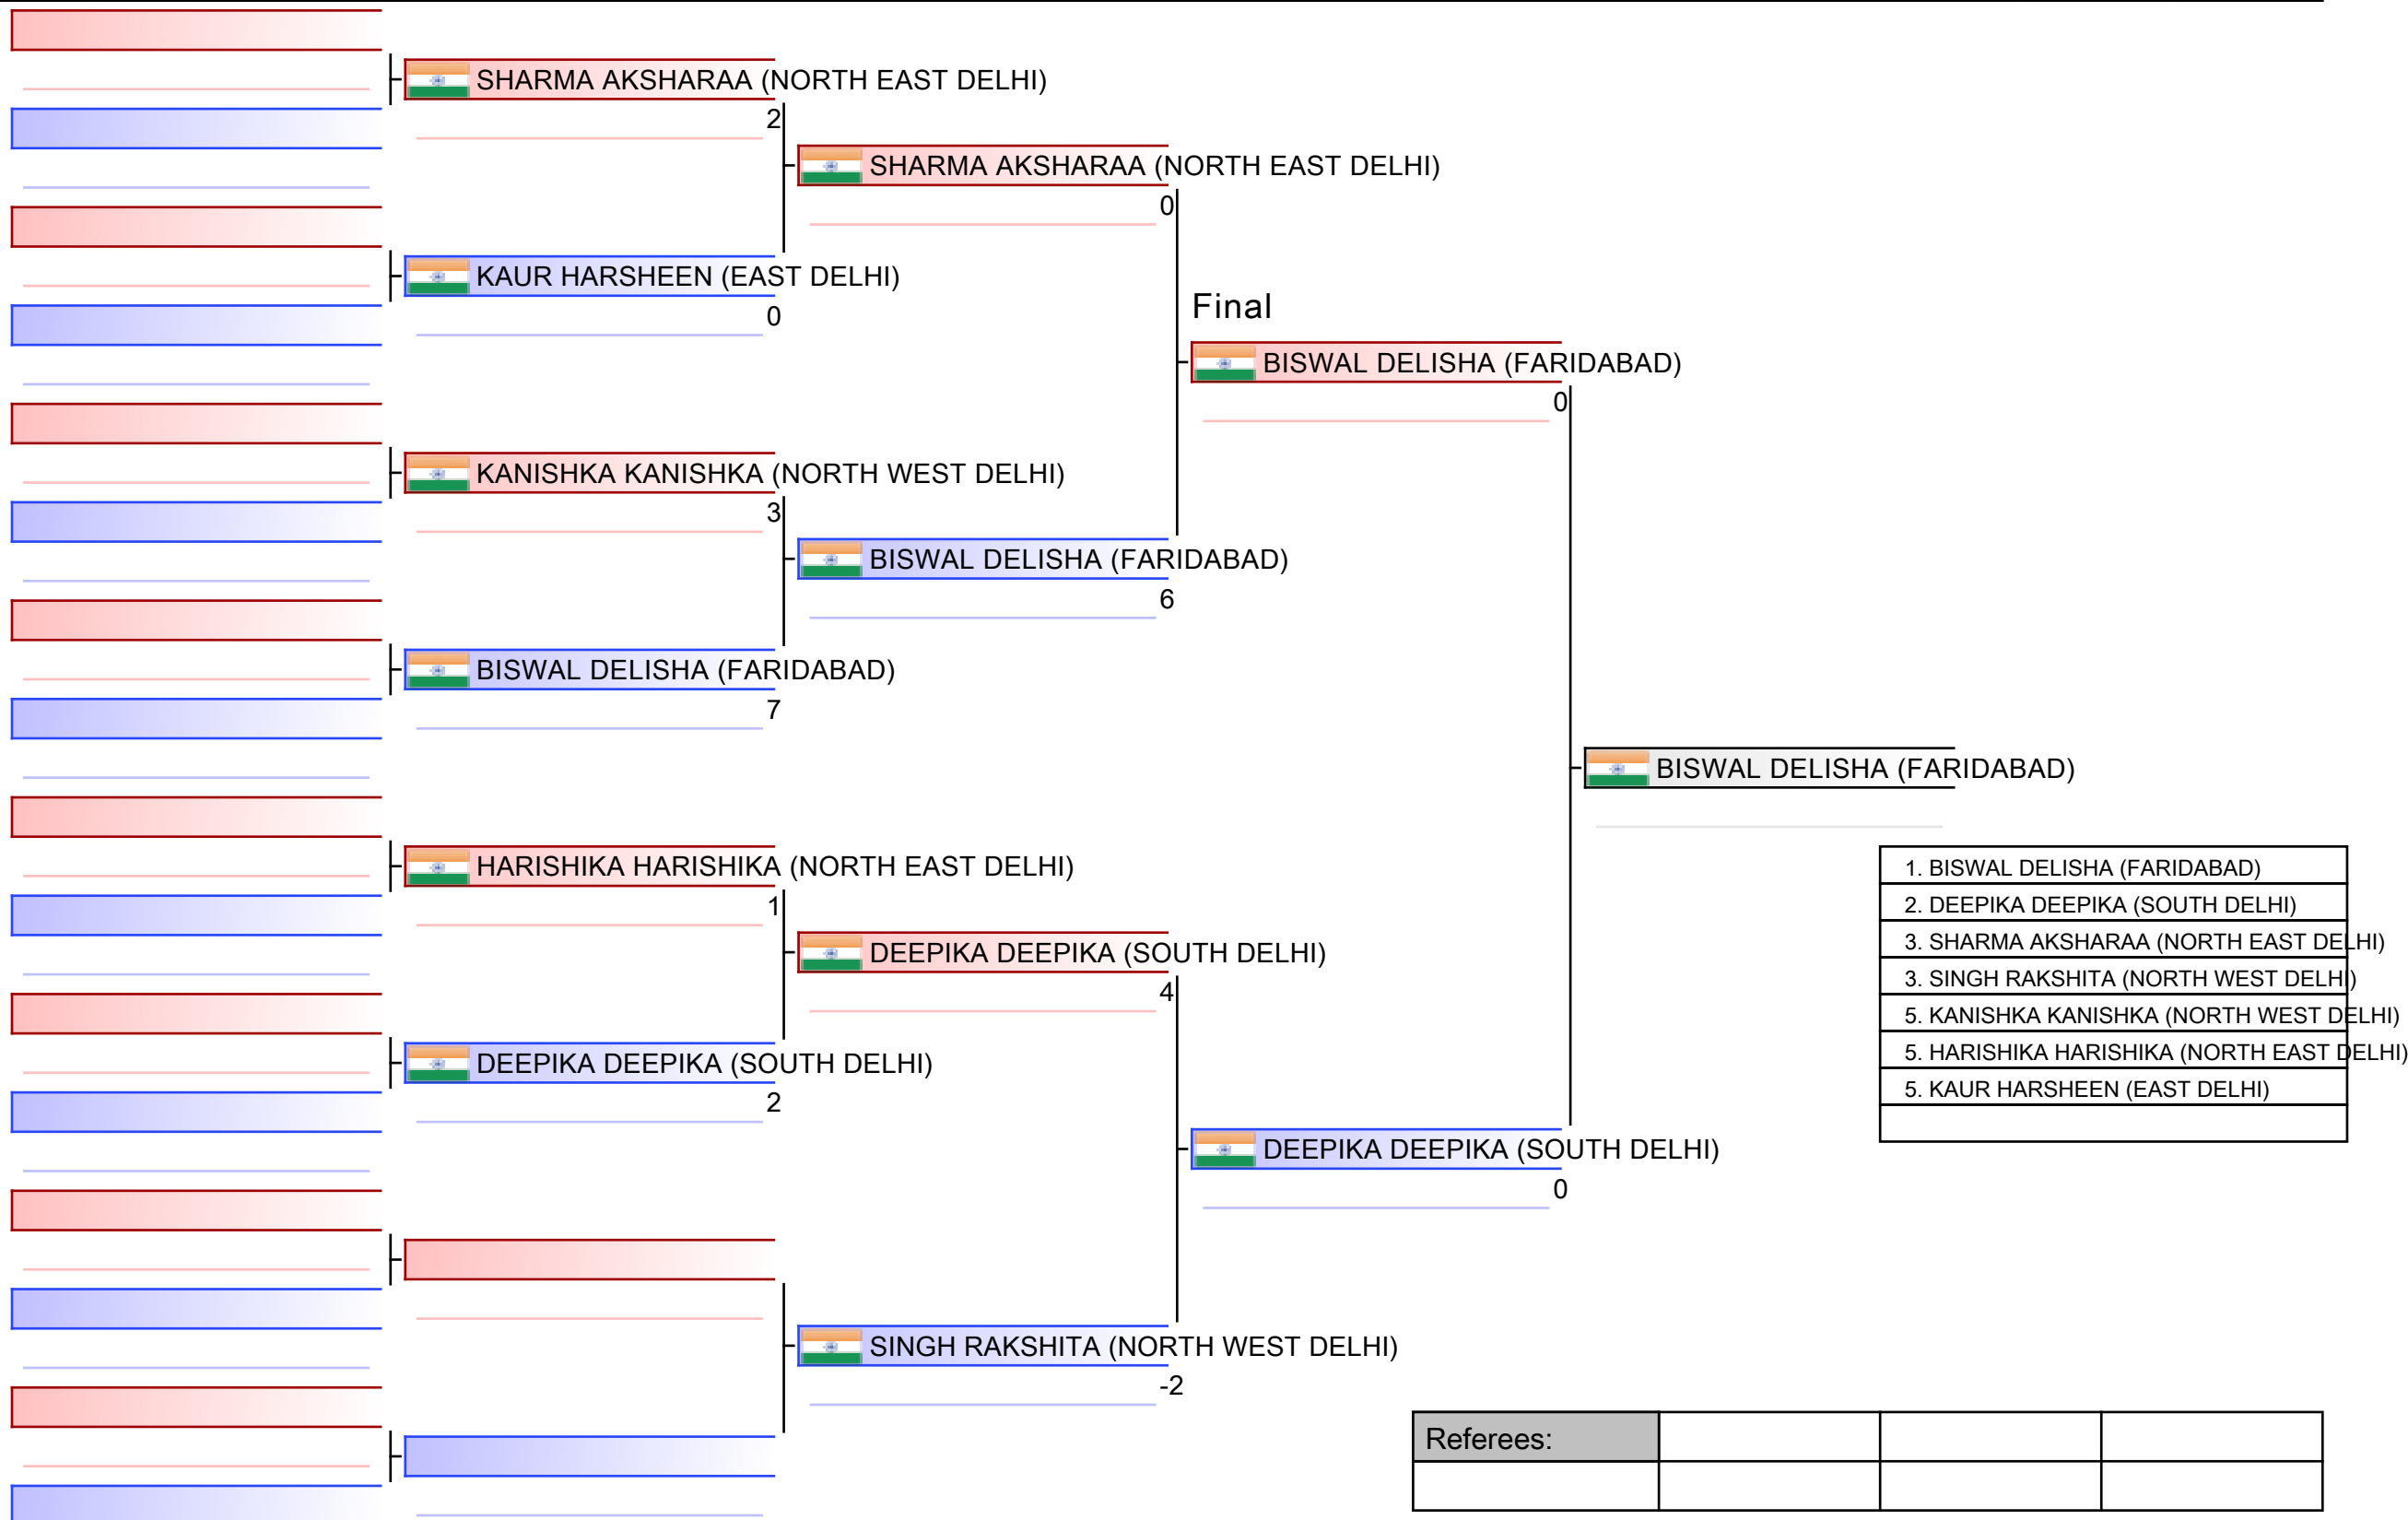 SHARMA AKSHARAA (NORTH EAST DELHI)
2
KAUR HARSHEEN (EAST DELHI)
0
KANISHKA KANISHKA (NORTH WEST DELHI)
3
BISWAL DELISHA (FARIDABAD)
7
HARISHIKA HARISHIKA (NORTH EAST DELHI)
1
DEEPIKA DEEPIKA (SOUTH DELHI)
2
SHARMA AKSHARAA (NORTH EAST DELHI)
0
BISWAL DELISHA (FARIDABAD)
6
DEEPIKA DEEPIKA (SOUTH DELHI)
4
SINGH RAKSHITA (NORTH WEST DELHI)
-2
Final
BISWAL DELISHA (FARIDABAD)
0
DEEPIKA DEEPIKA (SOUTH DELHI)
0
BISWAL DELISHA (FARIDABAD)
1. BISWAL DELISHA (FARIDABAD)
2. DEEPIKA DEEPIKA (SOUTH DELHI)
3. SHARMA AKSHARAA (NORTH EAST DELHI)
3. SINGH RAKSHITA (NORTH WEST DELHI)
5. KANISHKA KANISHKA (NORTH WEST DELHI)
5. HARISHIKA HARISHIKA (NORTH EAST DELHI)
5. KAUR HARSHEEN (EAST DELHI)
Referees: